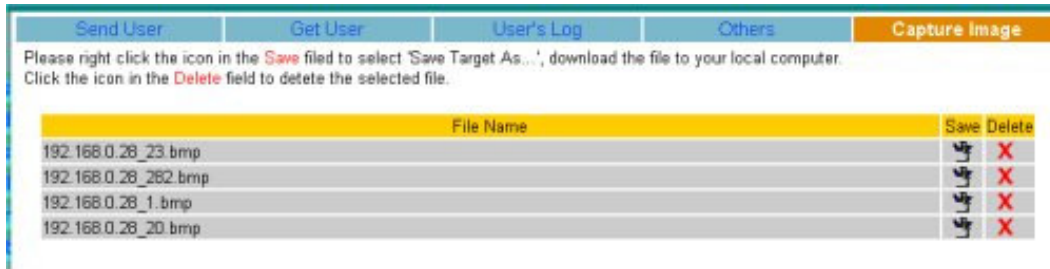 Send User Get User User's Log Others Capture Image
Please right click the icon in the Save filed to select 'Save Target As...', download the file to your local computer.
Click the icon in the Delete field to detete the selected file.
File Name Save Delete
192.168.0.28_23.bmp X
192.168.0.28_282.bmp X
192.168.0.28_1.bmp X
192.168.0.28_20.bmp X